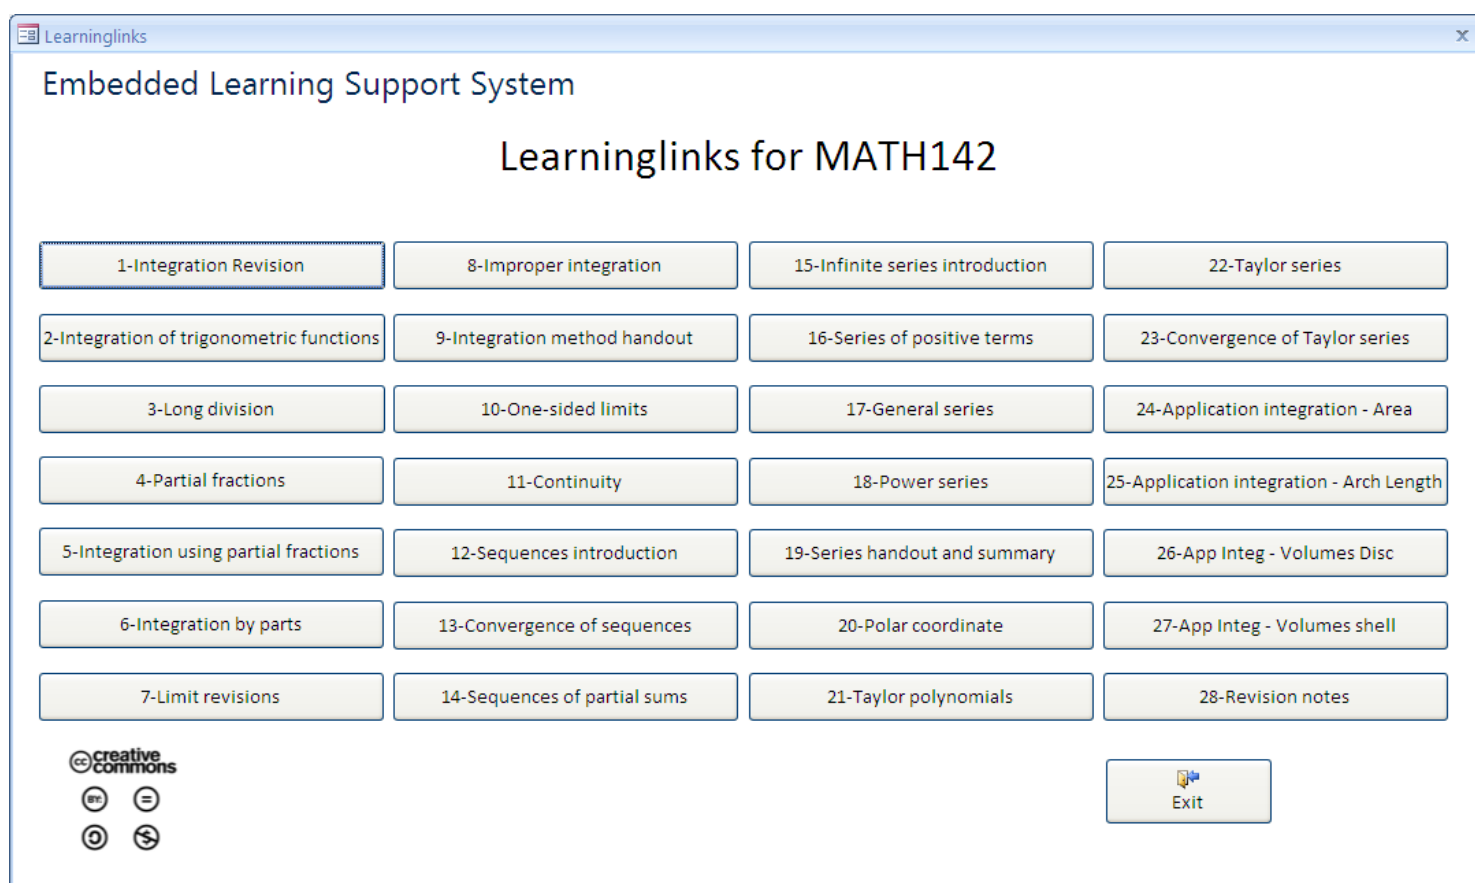 Learninglinks
Embedded Learning Support System
Learninglinks for MATH142
1-Integration Revision
8-Improper integration
15-Infinite series introduction
22-Taylor series
2-Integration of trigonometric functions
9-Integration method handout
16-Series of positive terms
23-Convergence of Taylor series
3-Long division
10-One-sided limits
17-General series
24-Application integration - Area
4-Partial fractions
11-Continuity
18-Power series
25-Application integration - Arch Length
5-Integration using partial fractions
12-Sequences introduction
19-Series handout and summary
26-App Integ - Volumes Disc
6-Integration by parts
13-Convergence of sequences
20-Polar coordinate
27-App Integ - Volumes shell
7-Limit revisions
14-Sequences of partial sums
21-Taylor polynomials
28-Revision notes
cc creative
commons
BY:
Exit